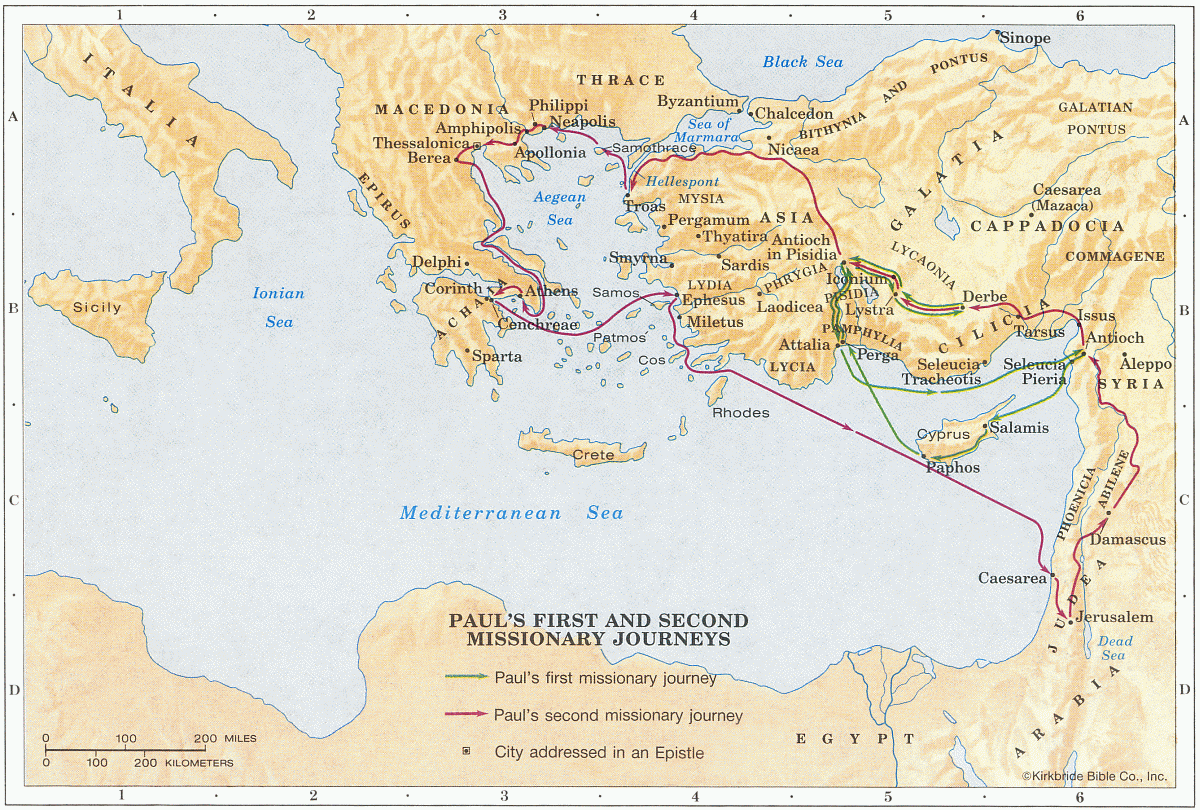 1 2 3 4 5 6
A
B
C
D
A
B
C
D
ITALIA
Sicily
Ionian
Sea
MACEDONIA
THRACE
Philippi
Neapolis
Amphipolis
Thessalonica
Berea
Apollonia
EPIRUS
Samothrace
Aegean
Sea
Byzantium
Chalcedon
Sea of
Marmara
Nicaea
Black Sea
BITHYNIA AND PONTUS
Sinope
GALATIAN
PONTUS
GALATIA
Caesarea
(Mazaca)
CAPPADOCIA
COMMAGENE
Hellespont
MYSIA
Troas
ASIA
Pergamum
Thyatira
Antioch
in Pisidia
Smyrna
Sardis
LYDIA
PHRYGIA
Ephesus
Laodicea
Miletus
Iconium
PISIDIA
Lystra
LYCAONIA
Derbe
PAMPHYLIA
Attalia
Perga
LYCIA
CILICIA
Tarsus
Issus
Antioch
Seleucia
Tracheotis
Seleucia
Pieria
Aleppo
SYRIA
Delphi
Corinth
Athens
ACHAIA
Cenchreae
Sparta
Samos
Patmos
Cos
Rhodes
Crete
Cyprus
Salamis
Paphos
Mediterranean Sea
PHOENICIA
ABILENE
Damascus
Caesarea
JUDEA
Jerusalem
Dead
Sea
ARABIA
EGYPT
PAUL'S FIRST AND SECOND
MISSIONARY JOURNEYS
Paul's first missionary journey
Paul's second missionary journey
City addressed in an Epistle
0 100 200 MILES
0 100 200 KILOMETERS
©Kirkbride Bible Co., Inc.
1 2 3 4 5 6